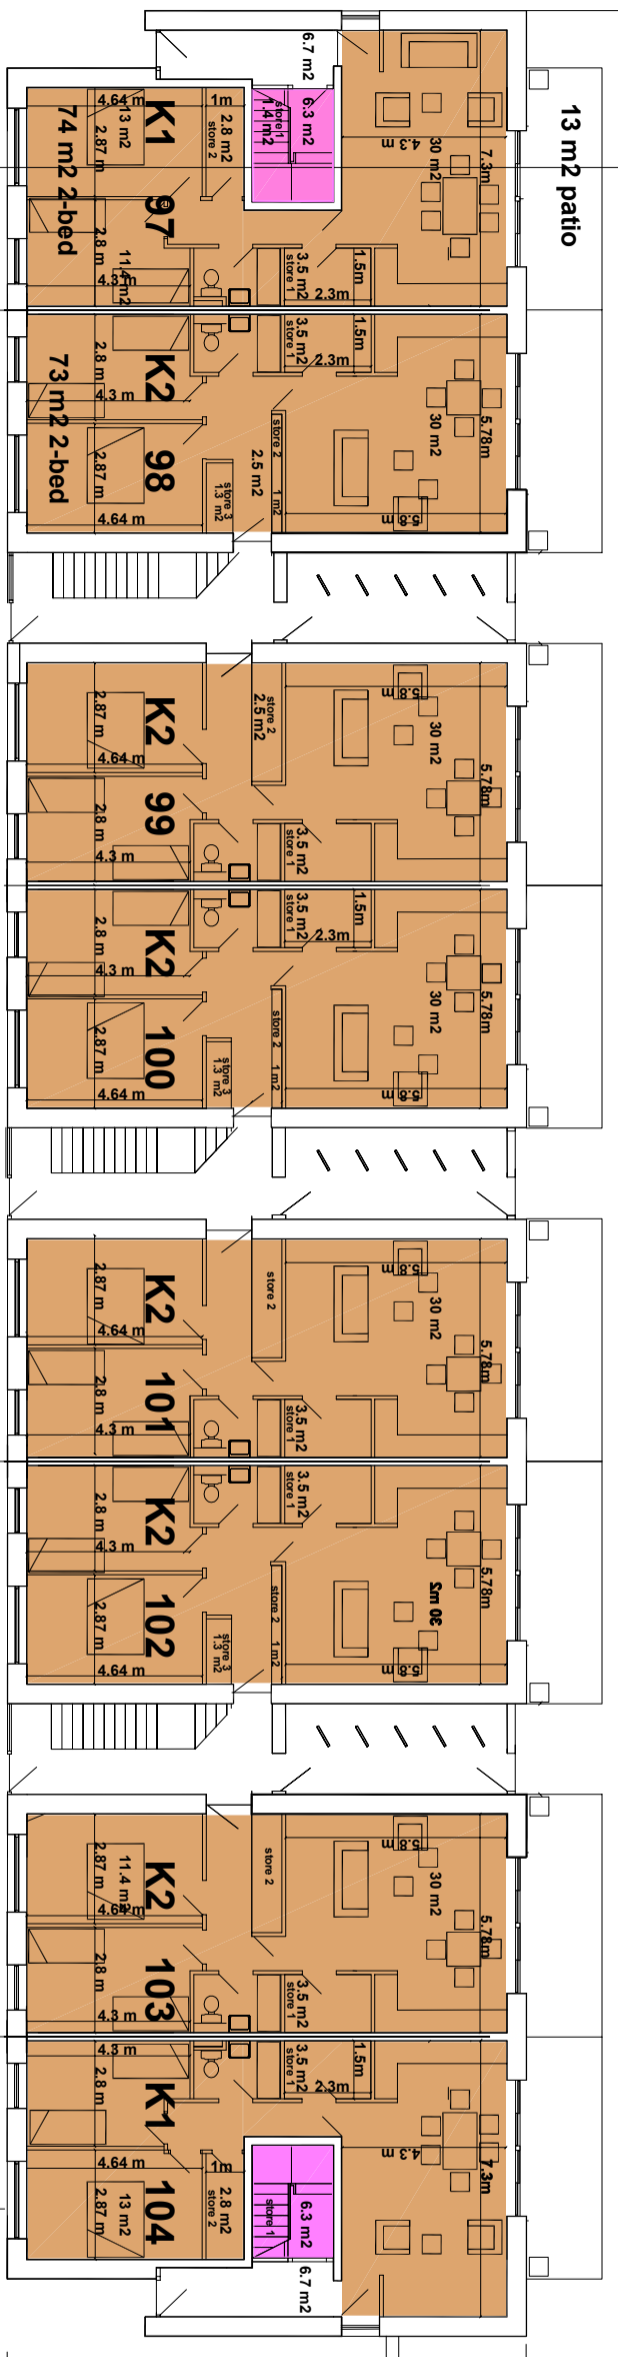 13 m2 patio
6.7 m2
6.3 m2
store 1
1.4 m2
7.3m
4.3 m
30 m2
4.64 m
13 m2
2.87 m
K1
97
74 m2 2-bed
1m
2.8 m2
store 2
2.8 m
4.3 m
11.4 m2
3.5 m2
store 1
1.5m
2.3m
3.5 m2
store 1
1.5m
2.3m
2.8 m
4.3 m
K2
98
73 m2 2-bed
2.87 m
4.64 m
store 2
1 m2
2.5 m2
store 3
1.3 m2
30 m2
5.78m
5.8 m
K2
99
2.87 m
4.64 m
2.8 m
4.3 m
store 2
2.5 m2
3.5 m2
store 1
30 m2
5.78m
5.8 m
K2
100
2.8 m
4.3 m
2.87 m
4.64 m
3.5 m2
store 1
1.5m
2.3m
store 2
1 m2
store 3
1.3 m2
30 m2
5.78m
5.8 m
K2
101
2.87 m
4.64 m
2.8 m
4.3 m
store 2
3.5 m2
store 1
30 m2
5.78m
5.8 m
K2
102
2.8 m
4.3 m
2.87 m
4.64 m
3.5 m2
store 1
store 2
1 m2
store 3
1.3 m2
30 m2
5.78m
5.8 m
K2
103
2.87 m
11.4 m2
4.64 m
2.8 m
4.3 m
store 2
3.5 m2
store 1
30 m2
5.78m
5.8 m
K1
104
4.3 m
2.8 m
4.64 m
13 m2
2.87 m
1m
2.8 m2
store 2
3.5 m2
store 1
1.5m
2.3m
4.3 m
7.3m
6.3 m2
store 1
6.7 m2